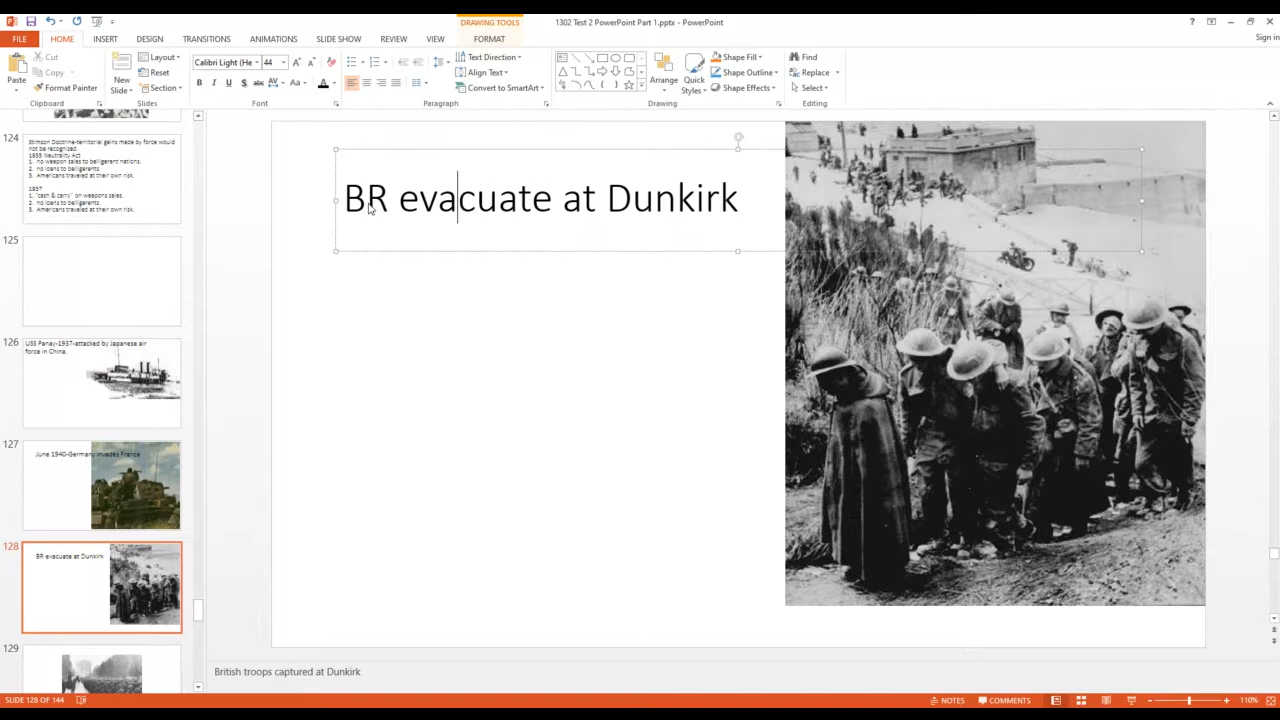 DRAWING TOOLS
1302 Test 2 PowerPoint Part 1.pptx - PowerPoint
FILE HOME INSERT DESIGN TRANSITIONS ANIMATIONS SLIDE SHOW REVIEW VIEW FORMAT
Sign in
Paste
Cut
Copy
Format Painter
Clipboard
New
Slide
Layout
Reset
Section
Slides
Calibri Light (He 44
B I U S abc AV Aa A
Font
Text Direction
Align Text
Convert to SmartArt
Paragraph
Arrange
Quick
Styles
Shape Fill
Shape Outline
Shape Effects
Drawing
Find
Replace
Select
Editing
124
Stimson Doctrine-territorial gains made by force would
not be recognized.
1935 Neutrality Act
1. no weapon sales to belligerent nations.
2. no loans to belligerents.
3. Americans traveled at their own risk.
1937
1. "cash & carry" on weapons sales.
2. no loans to belligerents.
3. Americans traveled at their own risk.
125
126
USS Panay-1937-attacked by Japanese air
force in China.
127
June 1940-Germany invades France
128
BR evacuate at Dunkirk
129
BR evacuate at Dunkirk
British troops captured at Dunkirk
SLIDE 128 OF 144
NOTES COMMENTS
110%